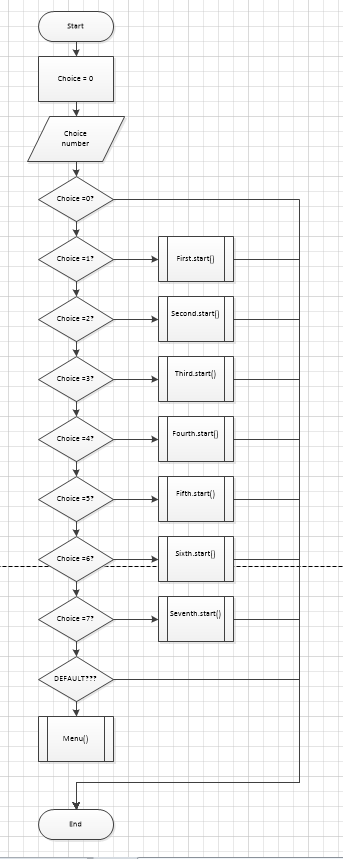 Start
Choice = 0
Choice
number
Choice =0?
Choice =1?
First.start()
Choice =2?
Second.start()
Choice =3?
Third.start()
Choice =4?
Fourth.start()
Choice =5?
Fifth.start()
Choice =6?
Sixth.start()
Choice =7?
Seventh.start()
DEFAULT???
Menu()
End